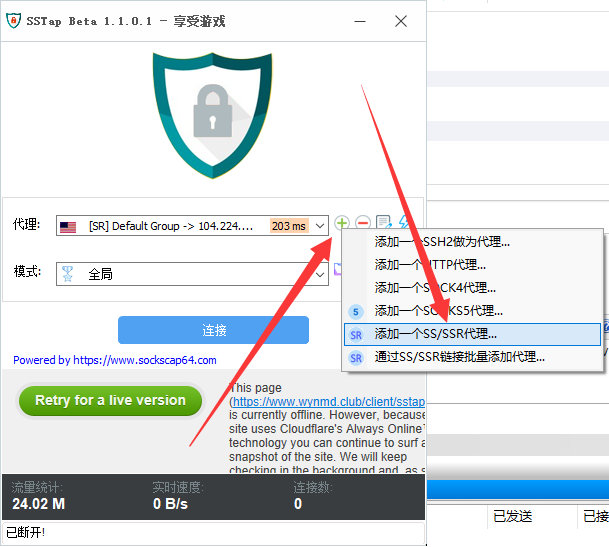 SSTap Beta 1.1.0.1 - 享受游戏
代理:
[SR] Default Group -> 104.224....
203 ms
添加一个SSH2做为代理...
添加一个HTTP代理...
添加一个SOCK4代理...
S 添加一个SOCKS5代理...
SR 添加一个SS/SSR代理...
SR 通过SS/SSR链接批量添加代理...
模式:
全局
连接
Powered by https://www.sockscap64.com
Retry for a live version
This page
(https://www.wynmd.club/client/sstap
is currently offline. However, because
site uses Cloudflare's Always Online
technology you can continue to surf a
snapshot of the site. We will keep
checking in the background and, as s
流量统计:
24.02 M
实时速度:
0 B/s
连接数:
0
已断开!
已发送
已接